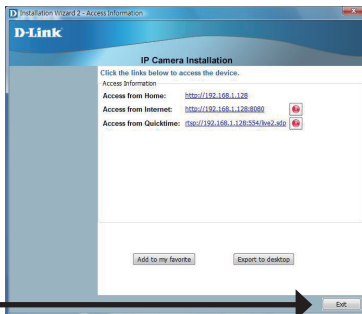 Installation Wizard 2 - Access Information
D-Link
IP Camera Installation
Click the links below to access the device.
Access Information
Access from Home: http://192.168.1.128
Access from Internet: http://192.168.1.128:8080
Access from Quicktime: rtsp://192.168.1.128:554/live2.sdp
Add to my favorite Export to desktop
Exit